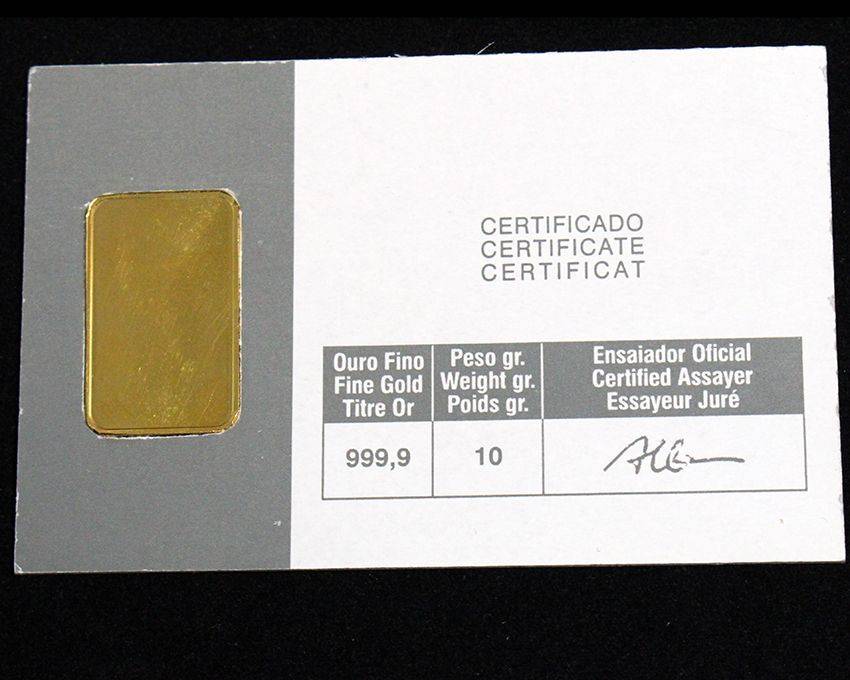 CERTIFICADO
CERTIFICATE
CERTIFICAT
Ouro Fino
Fine Gold
Titre Or
Peso gr.
Weight gr.
Poids gr.
Ensaiador Oficial
Certified Assayer
Essayeur Juré
999,9
10